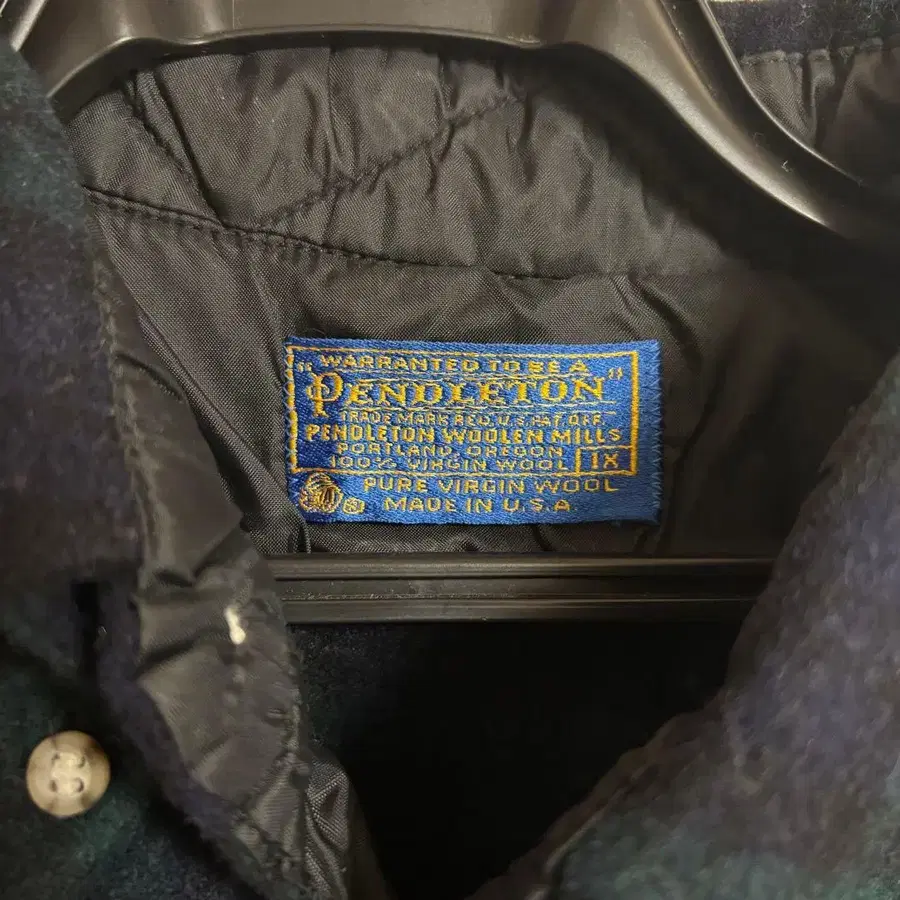 "WARRANTED TO BE A
PENDLETON"
TRADE MARK REG. U.S. PAT. OFF.
PENDLETON WOOLEN MILLS
PORTLAND, OREGON
100% VIRGIN WOOL 1X
PURE VIRGIN WOOL
® MADE IN U.S.A.